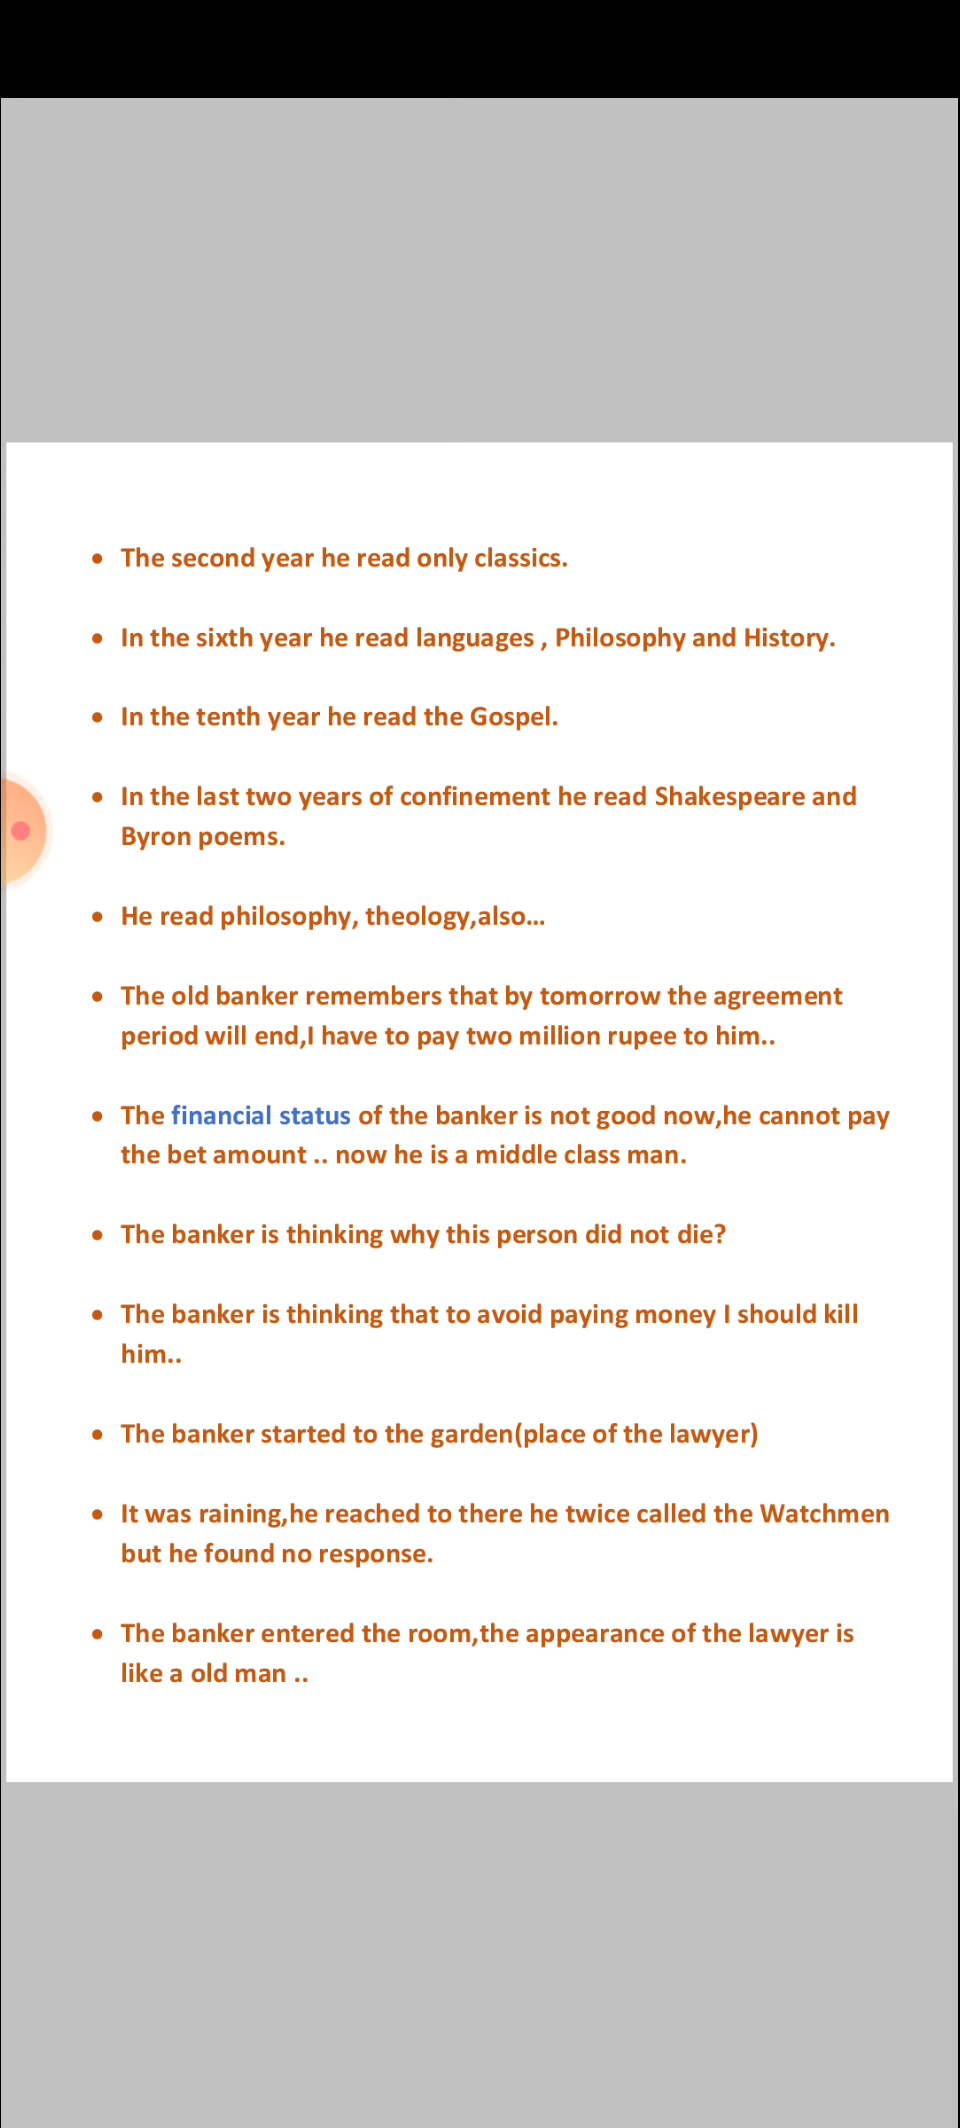 • The second year he read only classics.
• In the sixth year he read languages , Philosophy and History.
• In the tenth year he read the Gospel.
• In the last two years of confinement he read Shakespeare and
Byron poems.
• He read philosophy, theology,also...
• The old banker remembers that by tomorrow the agreement
period will end,I have to pay two million rupee to him..
• The financial status of the banker is not good now,he cannot pay
the bet amount .. now he is a middle class man.
• The banker is thinking why this person did not die?
• The banker is thinking that to avoid paying money I should kill
him..
• The banker started to the garden(place of the lawyer)
• It was raining,he reached to there he twice called the Watchmen
but he found no response.
• The banker entered the room,the appearance of the lawyer is
like a old man ..